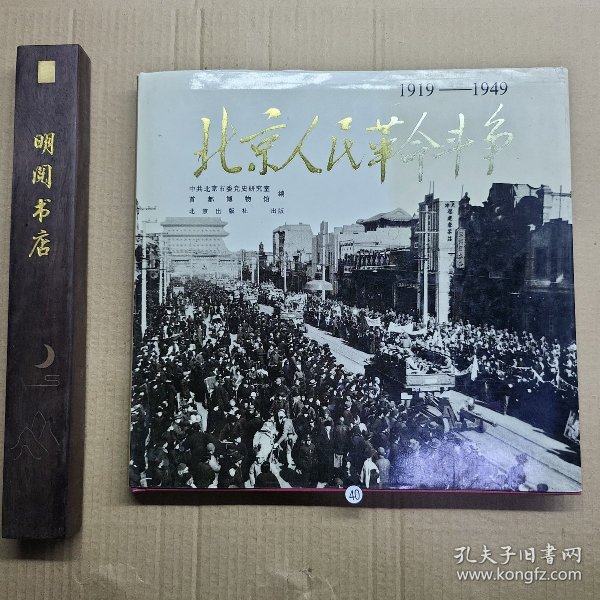 明阅书店
1919——1949
北京人民革命斗争
中共北京市委党史研究室
首都博物馆 编
北京出版社 出版
40
孔夫子旧书网
www.kongfz.com